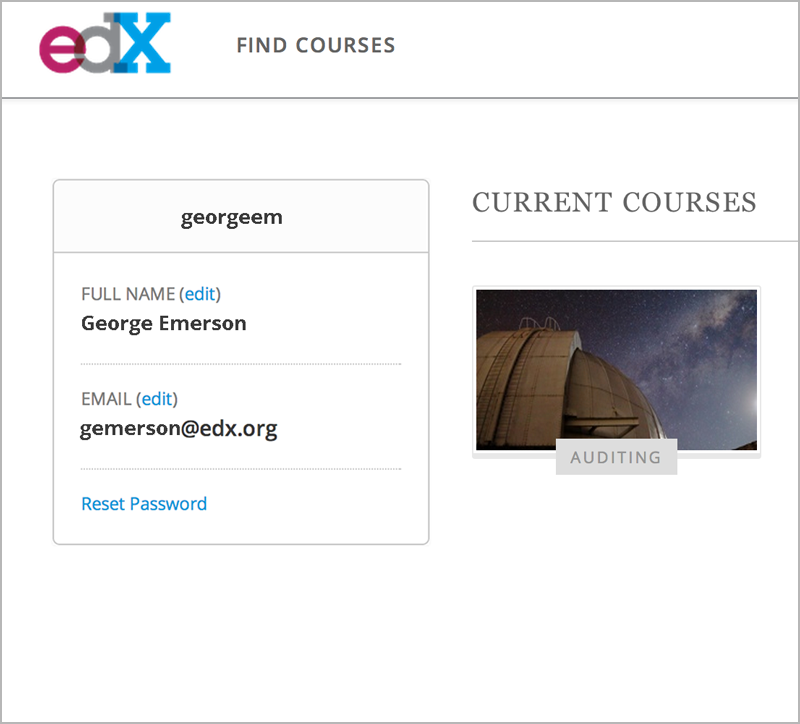 edX
FIND COURSES
georgeem
FULL NAME (edit)
George Emerson
EMAIL (edit)
gemerson@edx.org
Reset Password
CURRENT COURSES
AUDITING